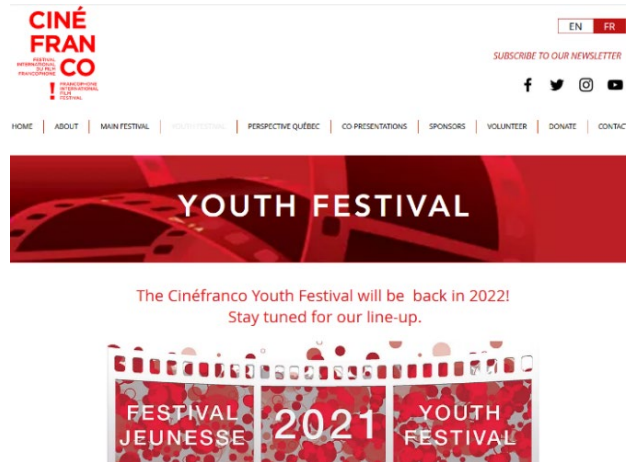 CINÉ
FRAN
CO
FESTIVAL
INTERNATIONAL
DU FILM
FRANCOPHONE
!
FRANCOPHONE
INTERNATIONAL
FILM
FESTIVAL
EN FR
SUBSCRIBE TO OUR NEWSLETTER
HOME ABOUT MAIN FESTIVAL YOUTH FESTIVAL PERSPECTIVE QUÉBEC CO-PRESENTATIONS SPONSORS VOLUNTEER DONATE CONTAC
YOUTH FESTIVAL
The Cinéfranco Youth Festival will be back in 2022!
Stay tuned for our line-up.
FESTIVAL
JEUNESSE
2021
YOUTH
FESTIVAL